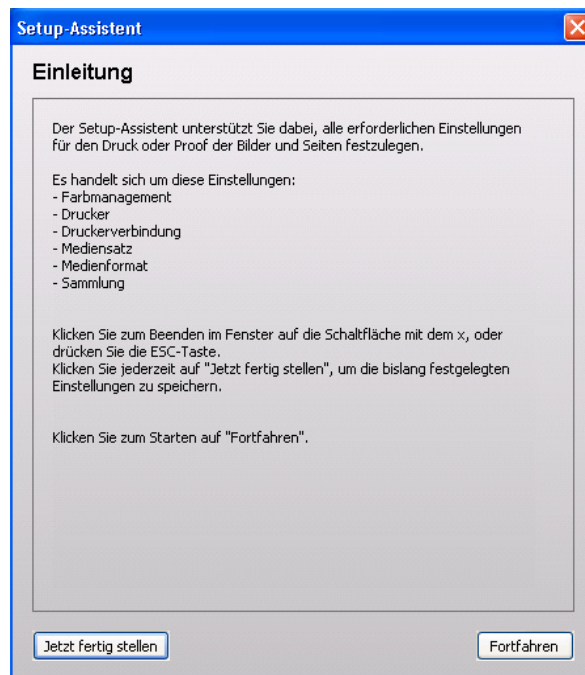 Setup-Assistent
Einleitung
Der Setup-Assistent unterstützt Sie dabei, alle erforderlichen Einstellungen
für den Druck oder Proof der Bilder und Seiten festzulegen.
Es handelt sich um diese Einstellungen:
- Farbmanagement
- Drucker
- Druckerverbindung
- Mediensatz
- Medienformat
- Sammlung
Klicken Sie zum Beenden im Fenster auf die Schaltfläche mit dem x, oder
drücken Sie die ESC-Taste.
Klicken Sie jederzeit auf "Jetzt fertig stellen", um die bislang festgelegten
Einstellungen zu speichern.
Klicken Sie zum Starten auf "Fortfahren".
Jetzt fertig stellen
Fortfahren